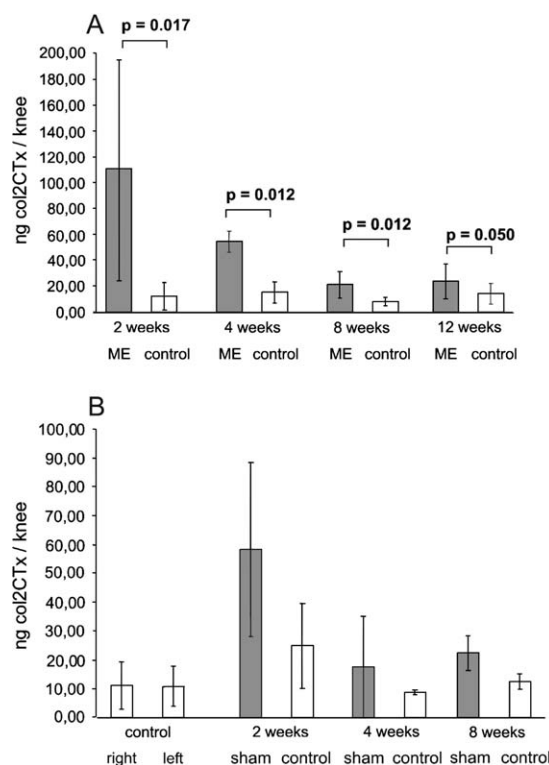 A
p = 0.017
200,00
180,00
160,00
140,00
120,00
100,00
80,00
60,00
40,00
20,00
0,00
ng col2CTx / knee
p = 0.012
p = 0.012
p = 0.050
2 weeks 4 weeks 8 weeks 12 weeks
ME control ME control ME control ME control
B
100,00
90,00
80,00
70,00
60,00
50,00
40,00
30,00
20,00
10,00
0,00
ng col2CTx / knee
control 2 weeks 4 weeks 8 weeks
right left sham control sham control sham control